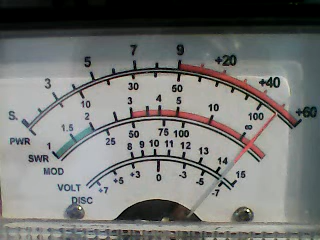 3 5 7 9 +20 +40 +60
S.
PWR 10 30 50 100
SWR 1 1.5 2 3 4 5 10 ∞
MOD 25 50 75 100
VOLT 8 9 10 11 12 13 14 15
DISC +7 +5 +3 0 -3 -5 -7